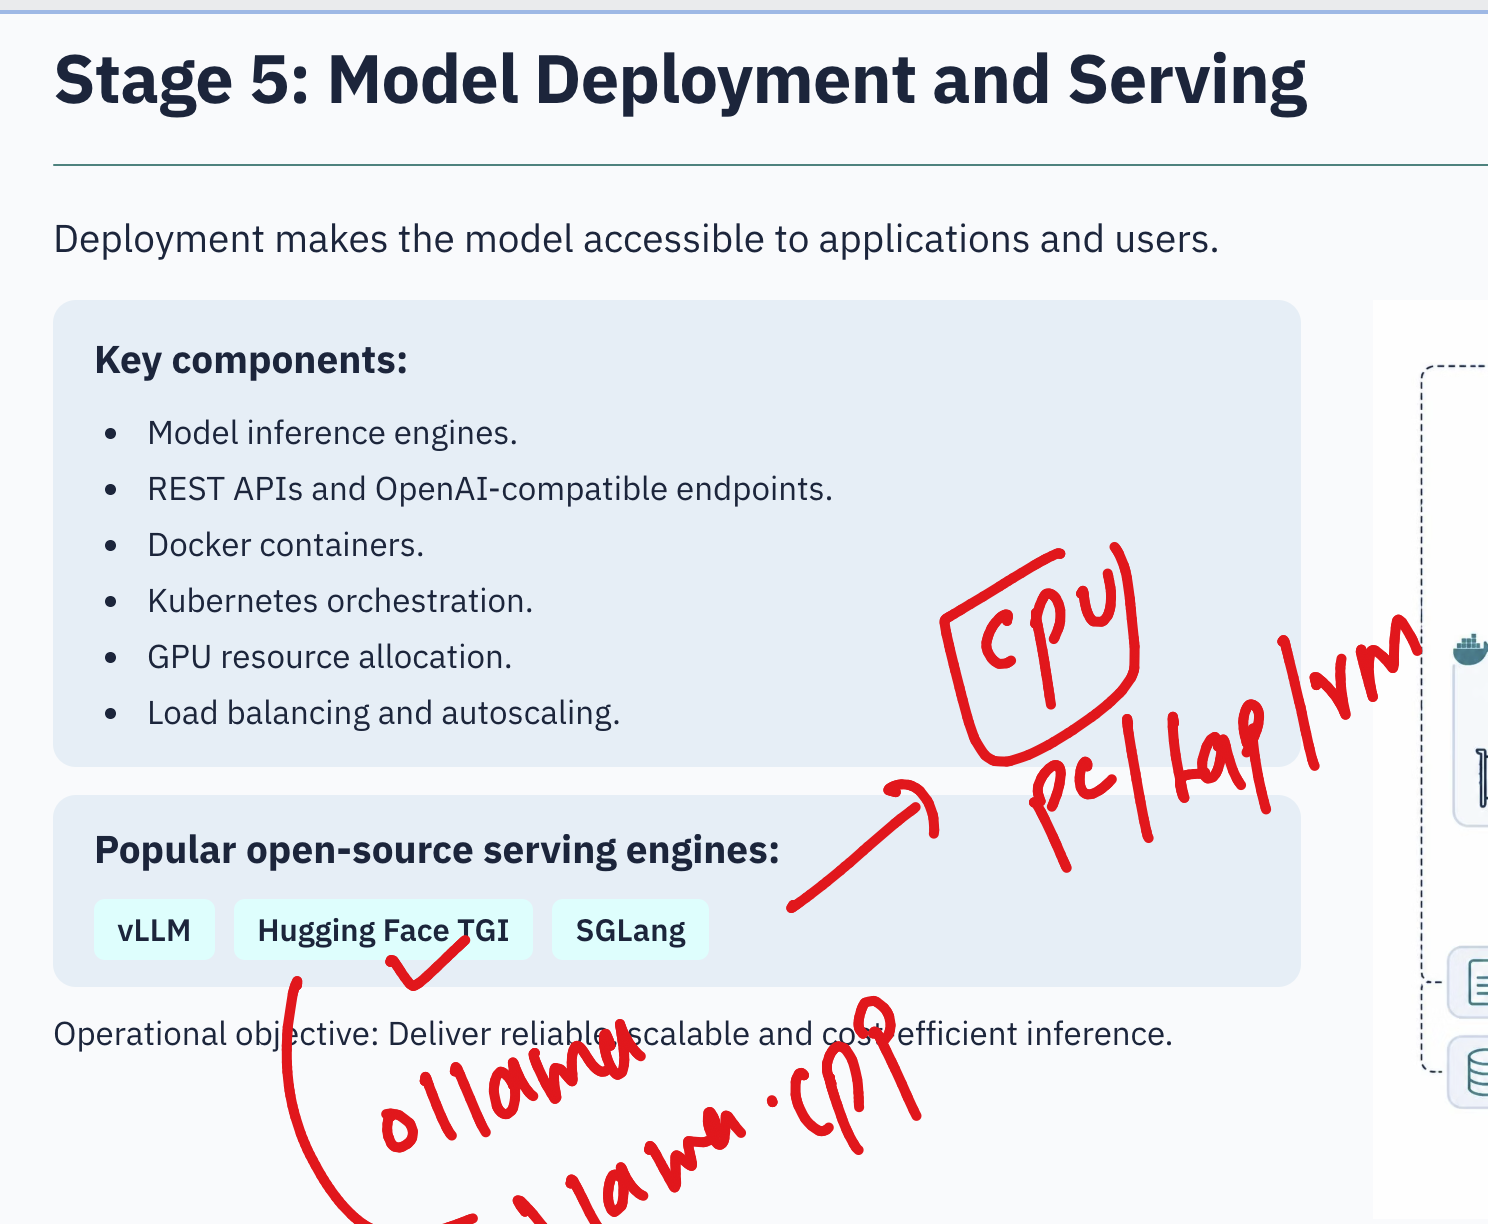 Stage 5: Model Deployment and Serving
Deployment makes the model accessible to applications and users.
Key components:
• Model inference engines.
• REST APIs and OpenAI-compatible endpoints.
• Docker containers.
• Kubernetes orchestration.
• GPU resource allocation.
• Load balancing and autoscaling.
cpu
pc/lap/vm
Popular open-source serving engines:
vLLM Hugging Face TGI SGLang
Operational objective: Deliver reliable, scalable and cost-efficient inference.
ollama
llama.cpp